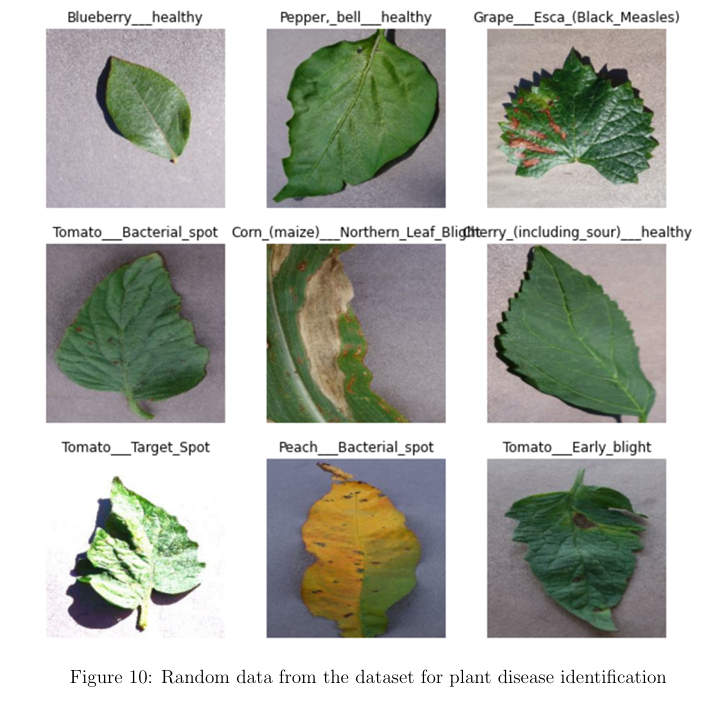 Blueberry___healthy
Pepper,_bell___healthy
Grape___Esca_(Black_Measles)
Tomato___Bacterial_spot
Corn_(maize)___Northern_Leaf_Blight
Cherry_(including_sour)___healthy
Tomato___Target_Spot
Peach___Bacterial_spot
Tomato___Early_blight
Figure 10: Random data from the dataset for plant disease identification